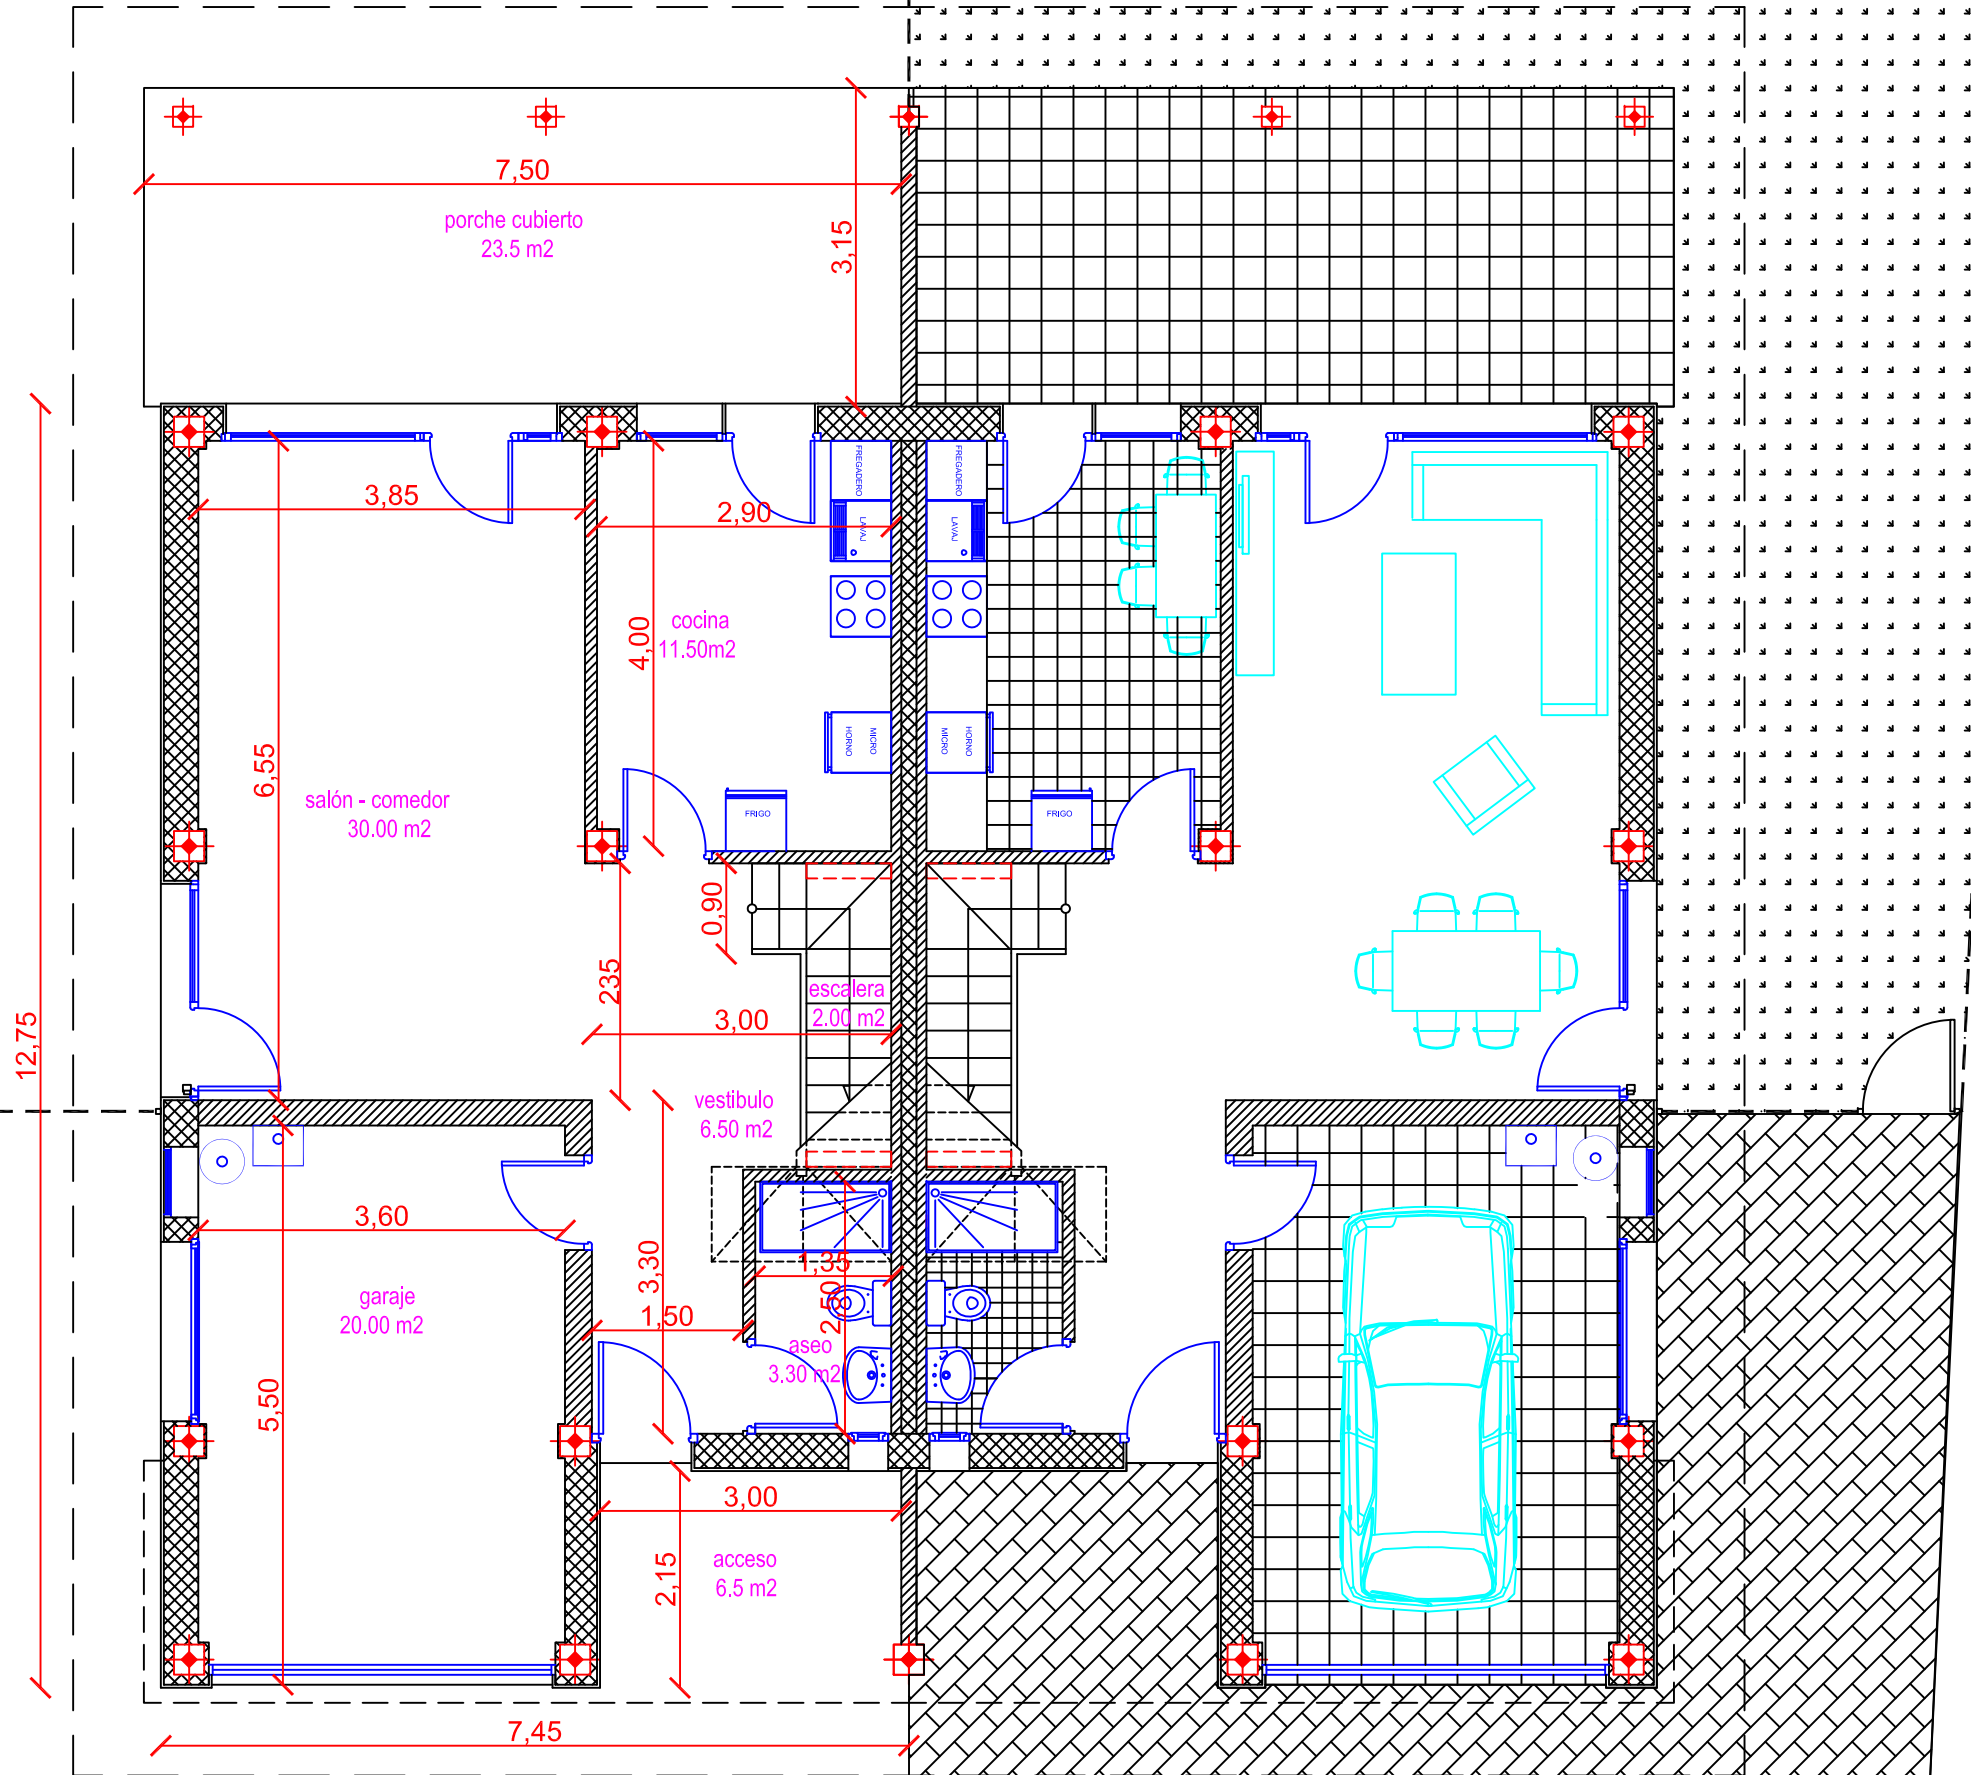 7,50
porche cubierto
23.5 m2
3,15
3,85
2,90
FREGADERO
FREGADERO
LAVAJ
LAVAJ
cocina
11.50m2
4,00
HORNO
MICRO
MICRO
HORNO
6,55
salón - comedor
30.00 m2
FRIGO
FRIGO
0,90
235
escalera
2.00 m2
3,00
12,75
vestibulo
6.50 m2
3,60
3,30
1,35
2,50
1,50
garaje
20.00 m2
aseo
3.30 m2
5,50
3,00
acceso
6.5 m2
2,15
7,45